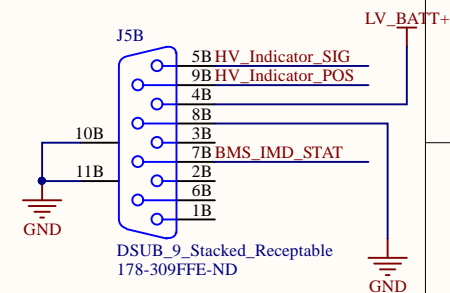 LV_BATT+
J5B
5B HV_Indicator_SIG
9B HV_Indicator_POS
4B
8B
10B
3B
7B BMS_IMD_STAT
11B
2B
6B
1B
GND
DSUB_9_Stacked_Receptable
178-309FFE-ND
GND